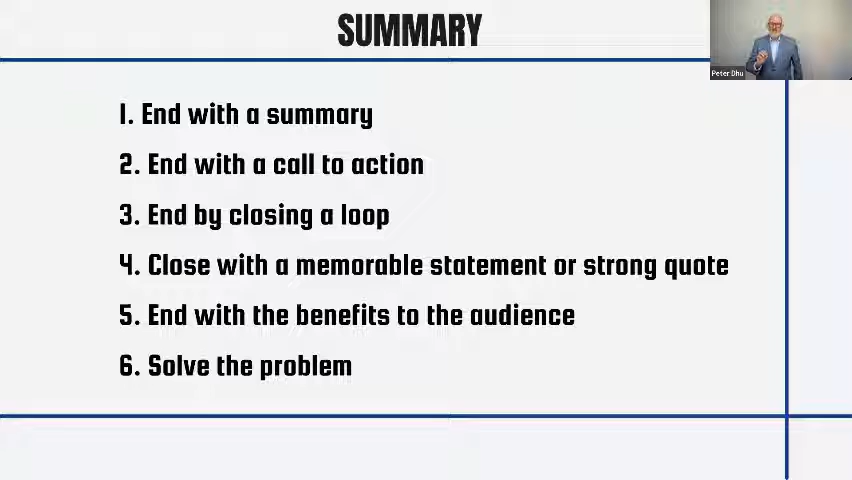 SUMMARY
Peter Dhu
1. End with a summary
2. End with a call to action
3. End by closing a loop
4. Close with a memorable statement or strong quote
5. End with the benefits to the audience
6. Solve the problem